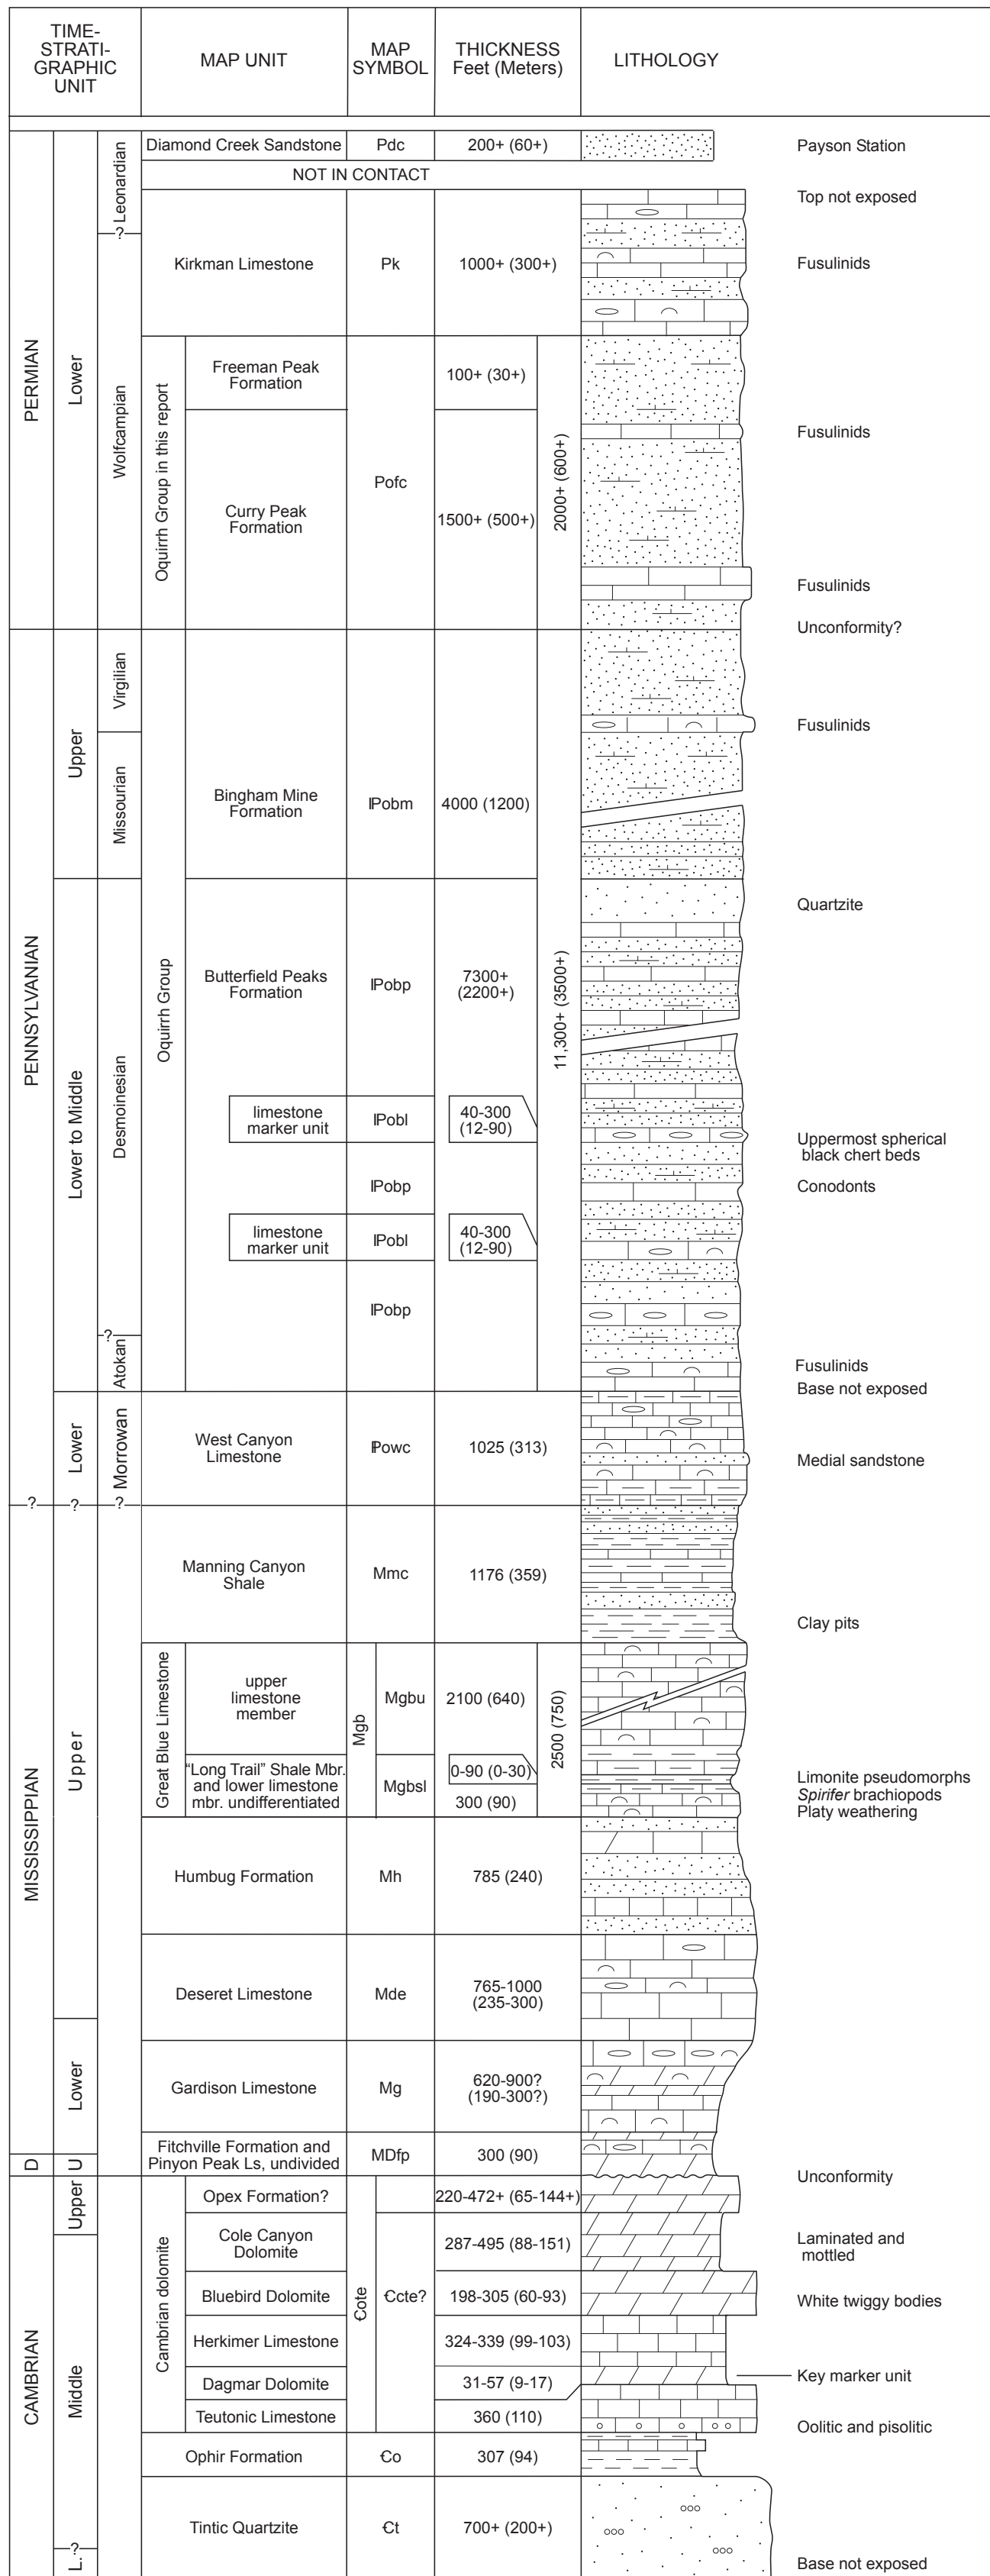 TIME-
STRATI-
GRAPHIC
UNIT
MAP UNIT
MAP
SYMBOL
THICKNESS
Feet (Meters)
LITHOLOGY
PERMIAN
Lower
Leonardian
?
Wolfcampian
Diamond Creek Sandstone
Pdc
200+ (60+)
Payson Station
NOT IN CONTACT
Top not exposed
Kirkman Limestone
Pk
1000+ (300+)
Fusulinids
Oquirrh Group in this report
Freeman Peak
Formation
100+ (30+)
Pofc
Curry Peak
Formation
1500+ (500+)
2000+ (600+)
Fusulinids
Fusulinids
Unconformity?
PENNSYLVANIAN
Upper
Virgilian
Missourian
Oquirrh Group
Bingham Mine
Formation
IPobm
4000 (1200)
11,300+ (3500+)
Fusulinids
Lower to Middle
Desmoinesian
Butterfield Peaks
Formation
IPobp
7300+
(2200+)
Quartzite
limestone
marker unit
IPobl
40-300
(12-90)
Uppermost spherical
black chert beds
IPobp
Conodonts
limestone
marker unit
IPobl
40-300
(12-90)
IPobp
?
Atokan
Fusulinids
Base not exposed
Lower
Morrowan
West Canyon
Limestone
IPowc
1025 (313)
Medial sandstone
?
?
?
MISSISSIPPIAN
Upper
Manning Canyon
Shale
Mmc
1176 (359)
Clay pits
Great Blue Limestone
upper
limestone
member
Mgb
Mgbu
2100 (640)
2500 (750)
“Long Trail” Shale Mbr.
and lower limestone
mbr. undifferentiated
Mgbsl
0-90 (0-30)
300 (90)
Limonite pseudomorphs
Spirifer brachiopods
Platy weathering
Humbug Formation
Mh
785 (240)
Deseret Limestone
Mde
765-1000
(235-300)
Lower
Gardison Limestone
Mg
620-900?
(190-300?)
Fitchville Formation and
Pinyon Peak Ls, undivided
MDfp
300 (90)
D
U
Unconformity
CAMBRIAN
Upper
Cambrian dolomite
Opex Formation?
220-472+ (65-144+)
Єote
Єcte?
Cole Canyon
Dolomite
287-495 (88-151)
Laminated and
mottled
Middle
Bluebird Dolomite
198-305 (60-93)
White twiggy bodies
Herkimer Limestone
324-339 (99-103)
Dagmar Dolomite
31-57 (9-17)
Key marker unit
Teutonic Limestone
360 (110)
Oolitic and pisolitic
Ophir Formation
Єo
307 (94)
Tintic Quartzite
Єt
700+ (200+)
?
L.
Base not exposed